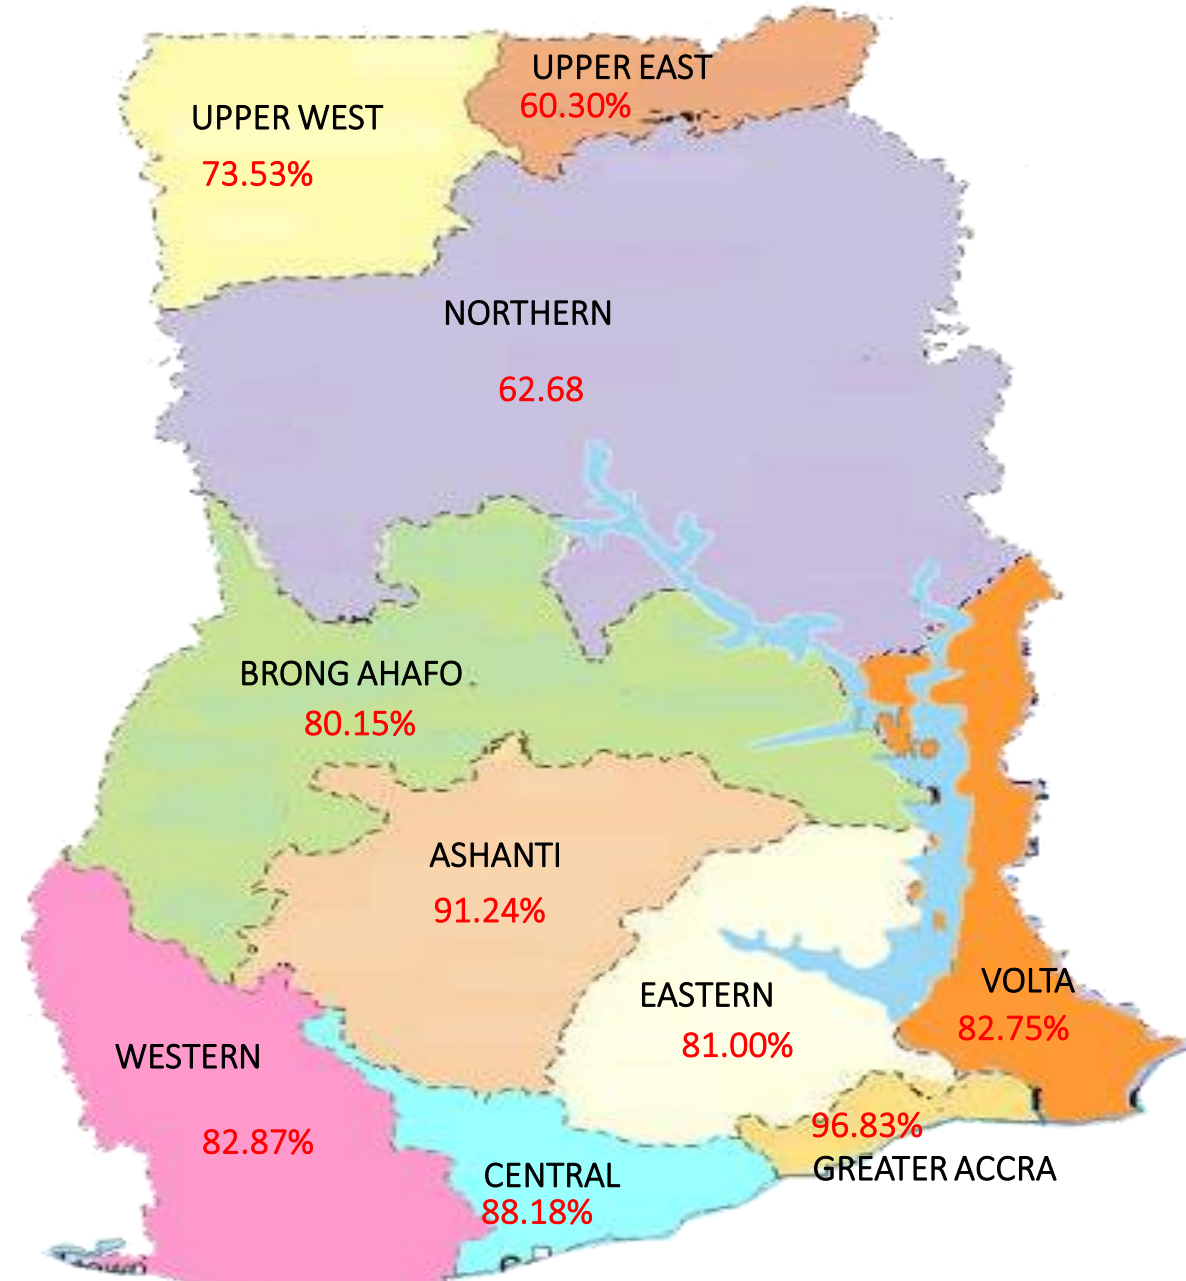 UPPER EAST
60.30%
UPPER WEST
73.53%
NORTHERN
62.68
BRONG AHAFO
80.15%
ASHANTI
91.24%
EASTERN
81.00%
VOLTA
82.75%
WESTERN
82.87%
96.83%
GREATER ACCRA
CENTRAL
88.18%